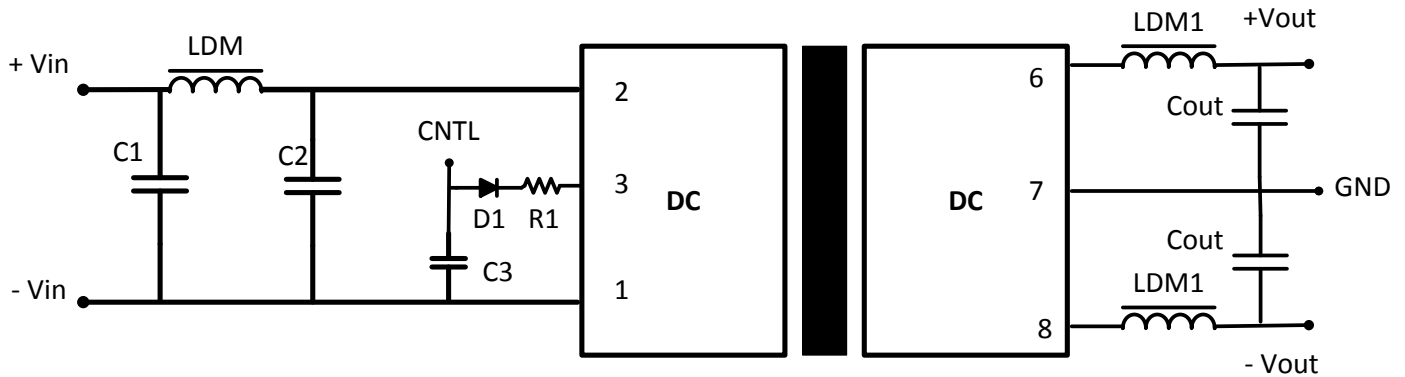 LDM
+ Vin
C1
C2
CNTL
D1
R1
C3
- Vin
2
3
1
DC
DC
6
7
8
LDM1
+Vout
Cout
GND
Cout
LDM1
- Vout